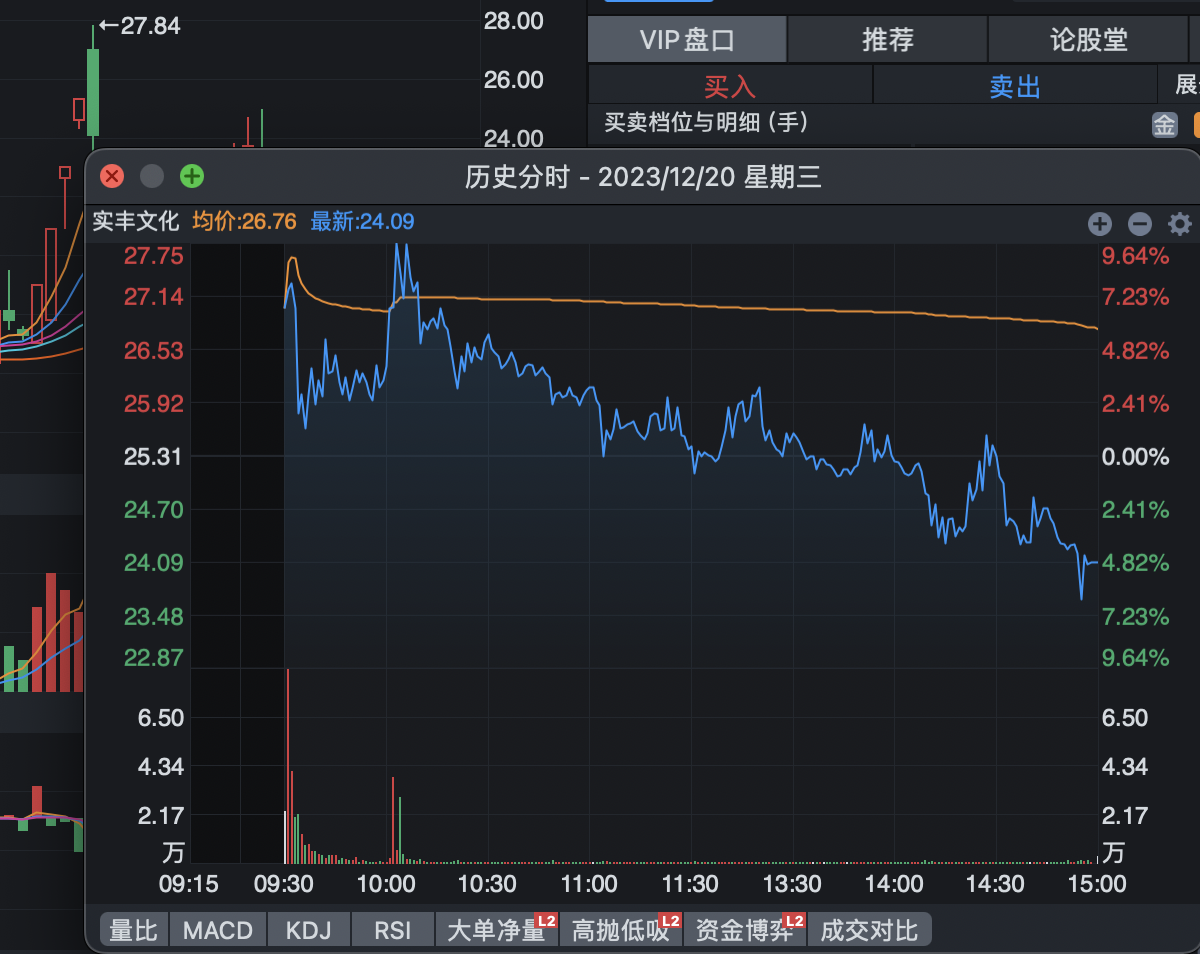 ←27.84
28.00
26.00
24.00
VIP盘口 推荐 论股堂
买入 卖出
买卖档位与明细 (手) 金
历史分时 - 2023/12/20 星期三
实丰文化 均价:26.76 最新:24.09
27.75 9.64%
27.14 7.23%
26.53 4.82%
25.92 2.41%
25.31 0.00%
24.70 2.41%
24.09 4.82%
23.48 7.23%
22.87 9.64%
6.50 6.50
4.34 4.34
2.17 2.17
万 万
09:15 09:30 10:00 10:30 11:00 11:30 13:30 14:00 14:30 15:00
量比 MACD KDJ RSI 大单净量 L2 高抛低吸 L2 资金博弈 L2 成交对比